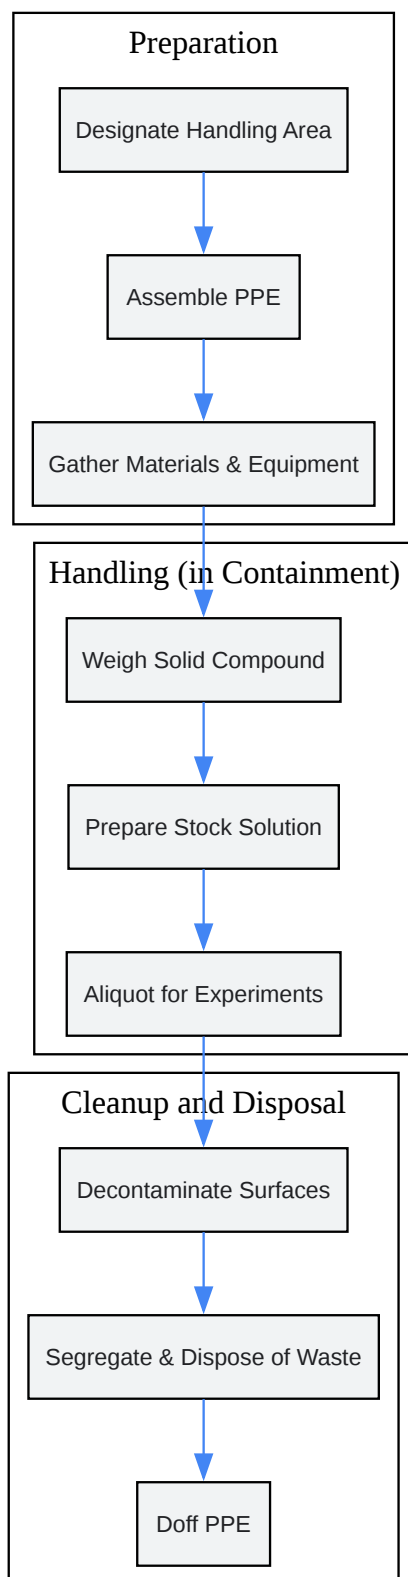 Preparation
Designate Handling Area
Assemble PPE
Gather Materials & Equipment
Handling (in Containment)
Weigh Solid Compound
Prepare Stock Solution
Aliquot for Experiments
Cleanup and Disposal
Decontaminate Surfaces
Segregate & Dispose of Waste
Doff PPE